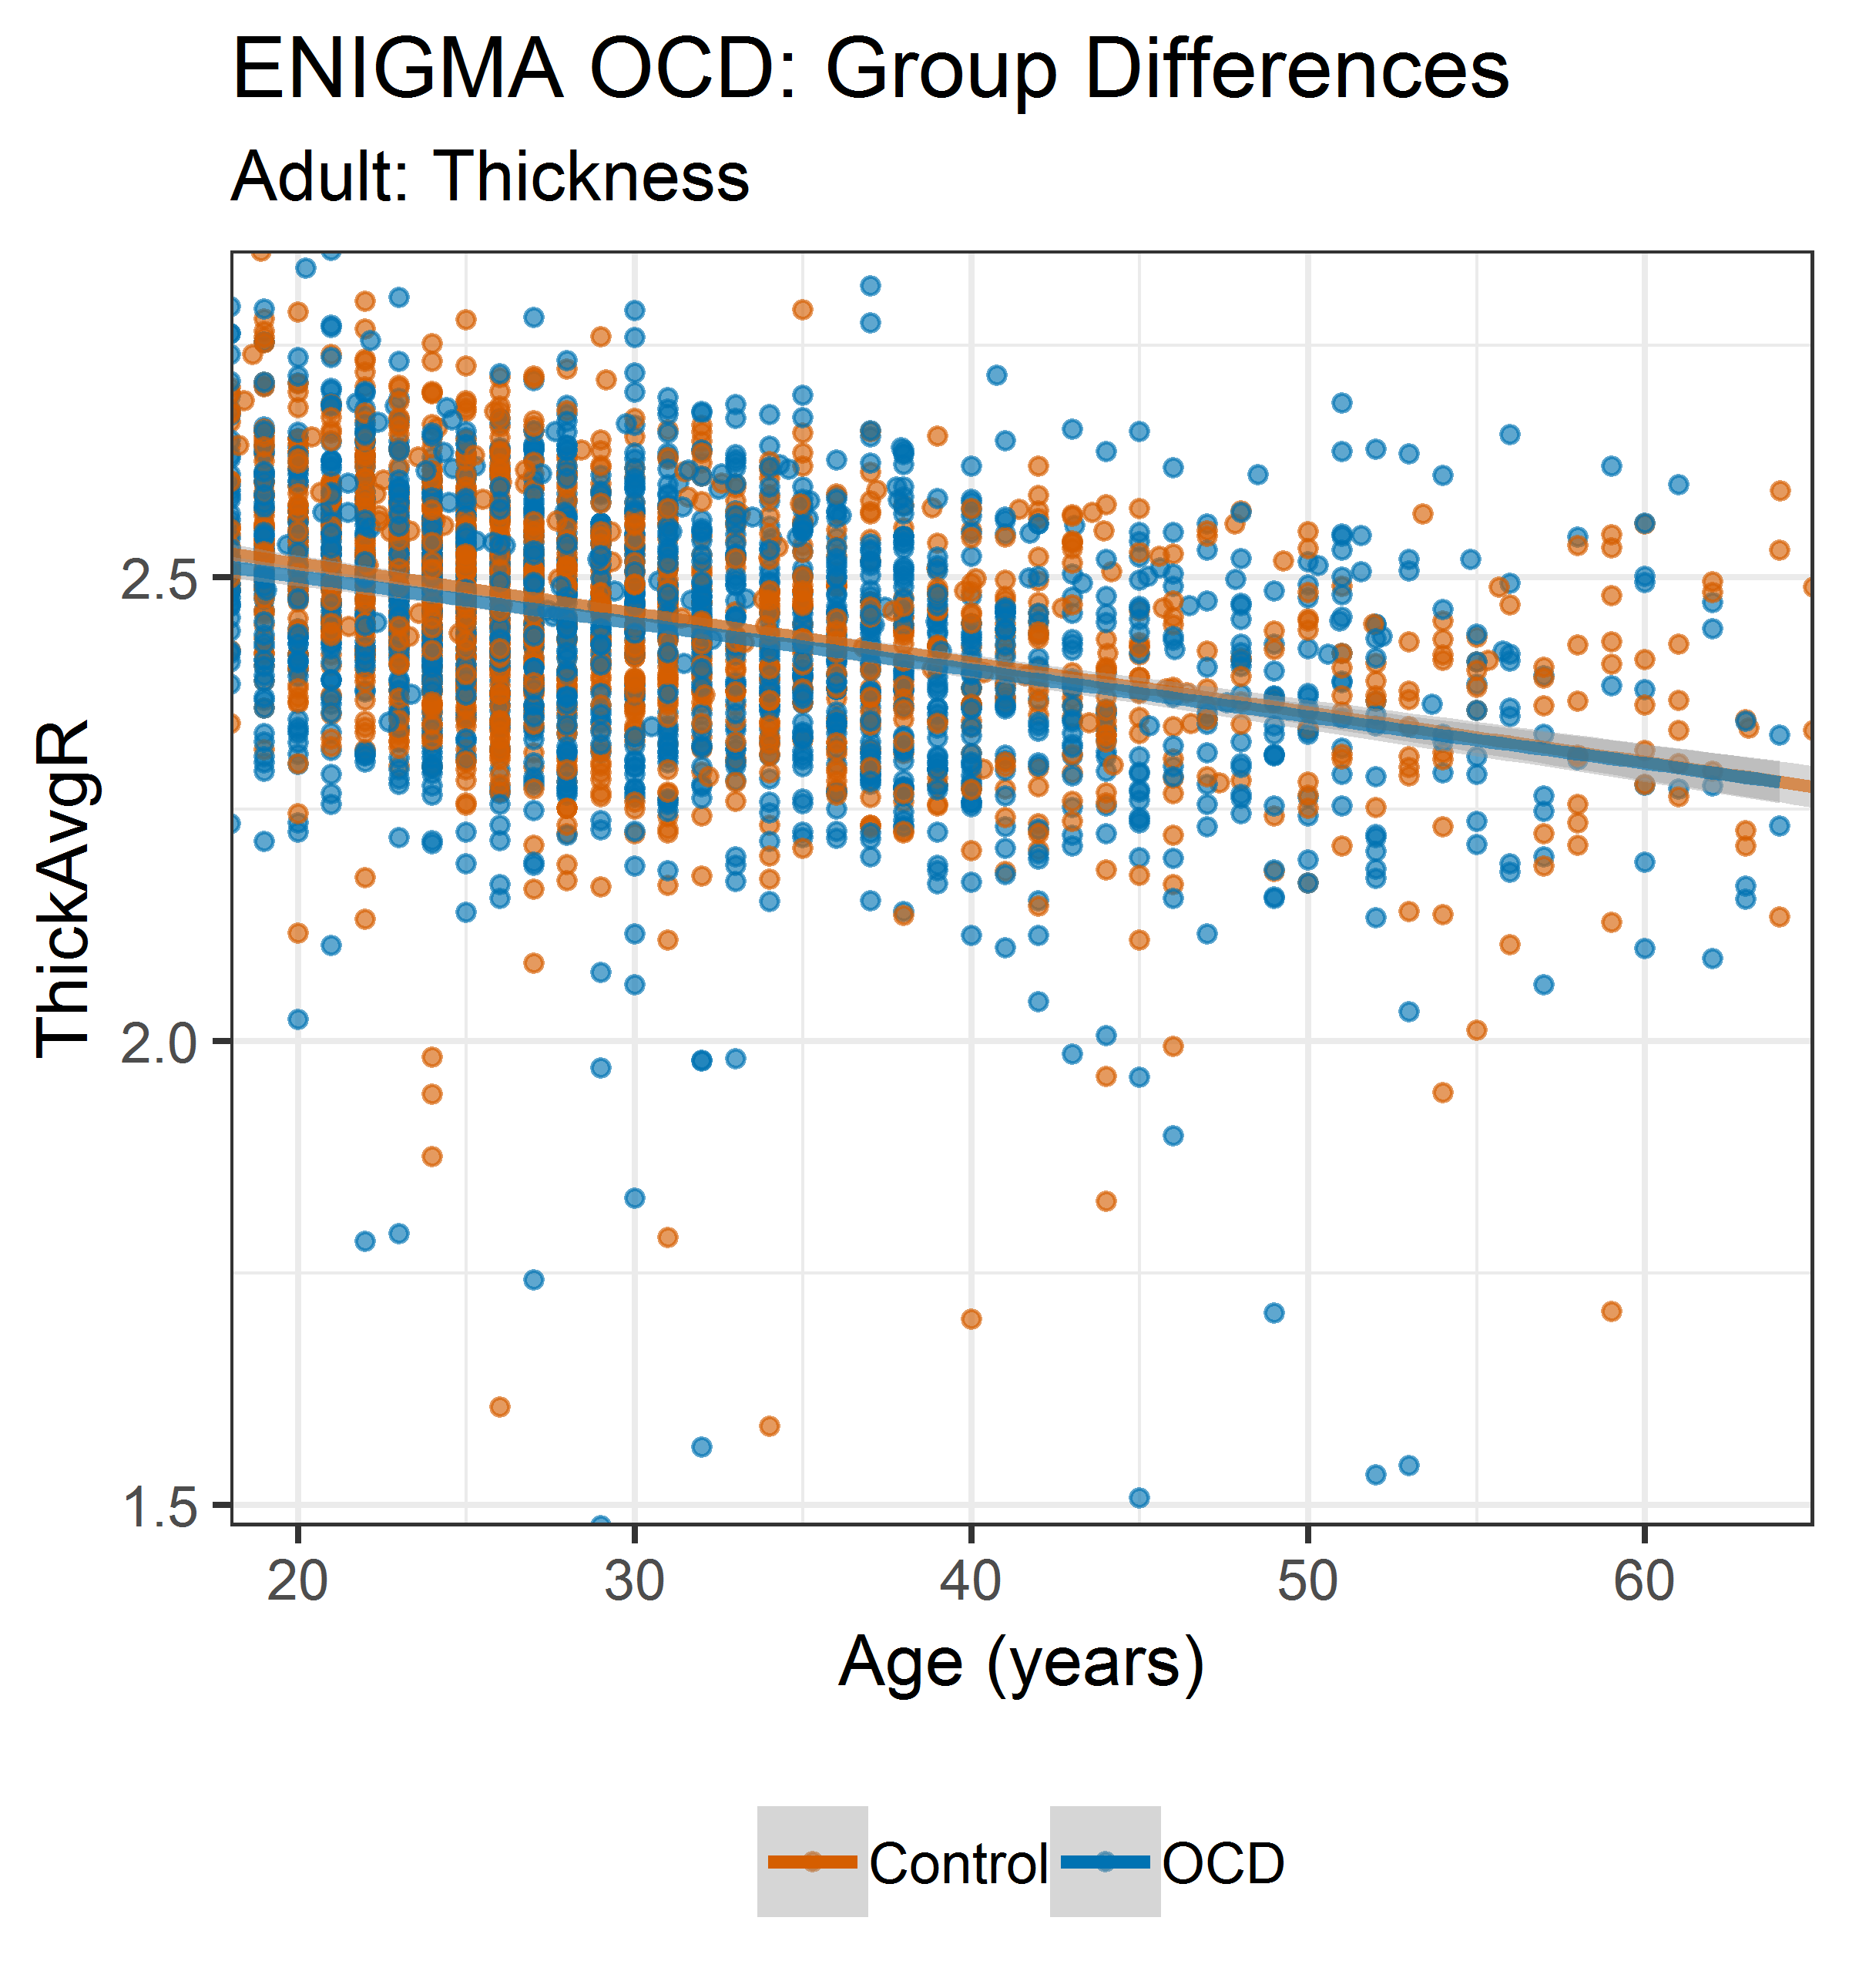 ENIGMA OCD: Group Differences
Adult: Thickness
ThickAvgR
2.5
2.0
1.5
20 30 40 50 60
Age (years)
Control OCD